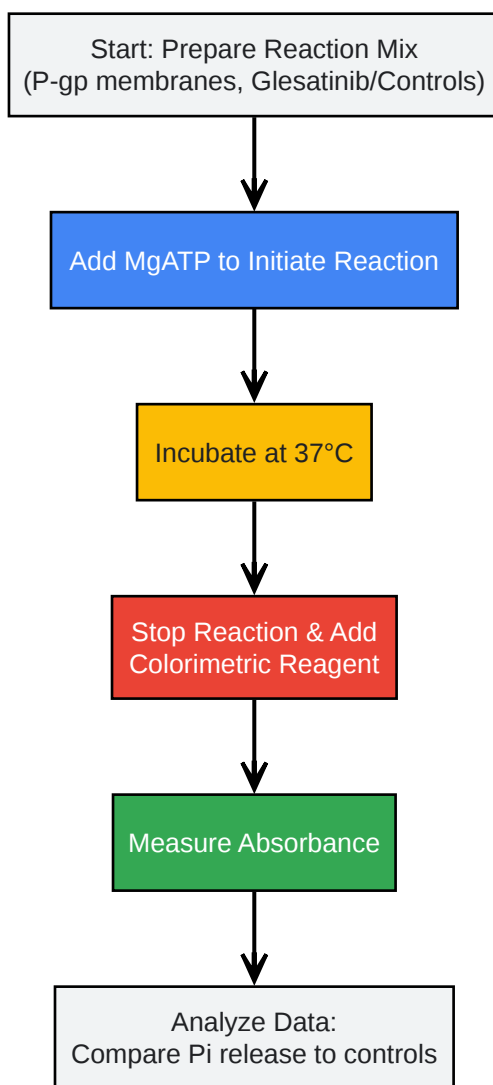 Start: Prepare Reaction Mix
(P-gp membranes, Glesatinib/Controls)
Add MgATP to Initiate Reaction
Incubate at 37°C
Stop Reaction & Add
Colorimetric Reagent
Measure Absorbance
Analyze Data:
Compare Pi release to controls